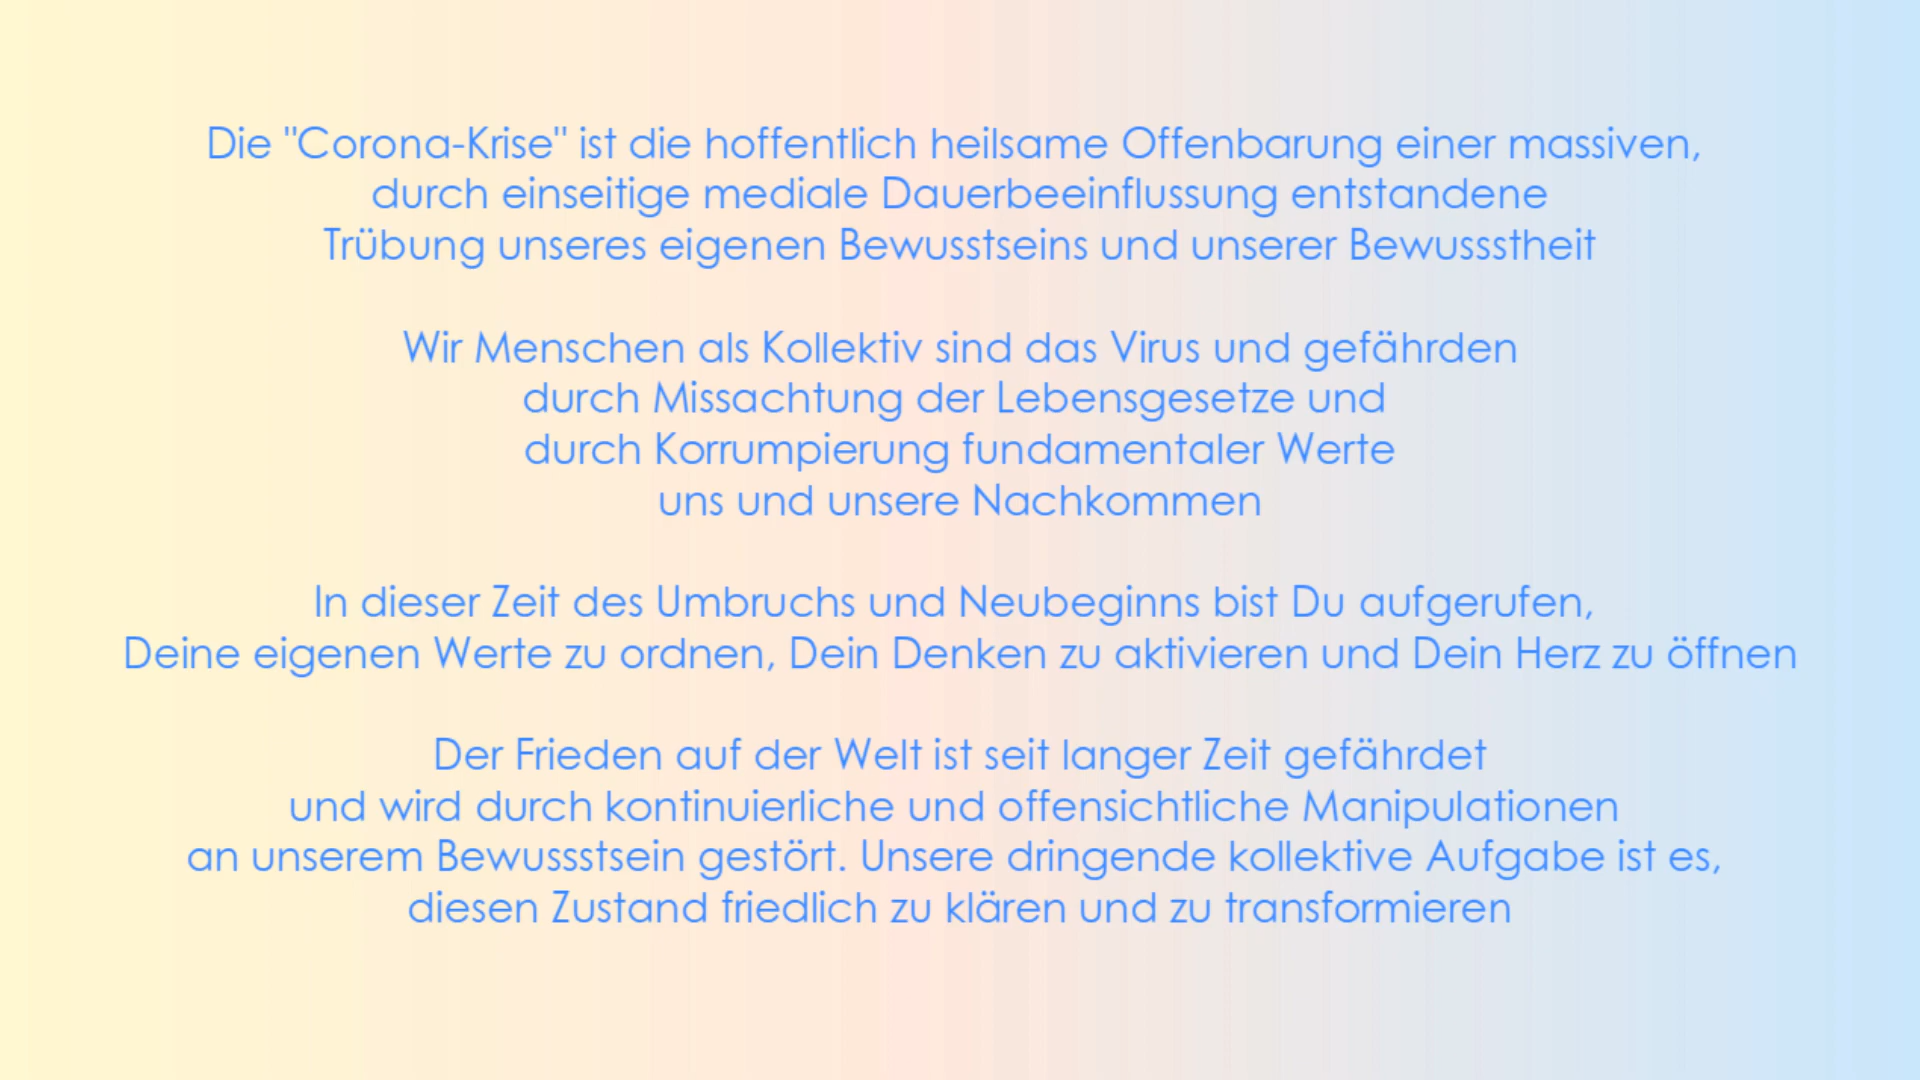 Die "Corona-Krise" ist die hoffentlich heilsame Offenbarung einer massiven,
durch einseitige mediale Dauerbeeinflussung entstandene
Trübung unseres eigenen Bewusstseins und unserer Bewussstheit
Wir Menschen als Kollektiv sind das Virus und gefährden
durch Missachtung der Lebensgesetze und
durch Korrumpierung fundamentaler Werte
uns und unsere Nachkommen
In dieser Zeit des Umbruchs und Neubeginns bist Du aufgerufen,
Deine eigenen Werte zu ordnen, Dein Denken zu aktivieren und Dein Herz zu öffnen
Der Frieden auf der Welt ist seit langer Zeit gefährdet
und wird durch kontinuierliche und offensichtliche Manipulationen
an unserem Bewussstsein gestört. Unsere dringende kollektive Aufgabe ist es,
diesen Zustand friedlich zu klären und zu transformieren